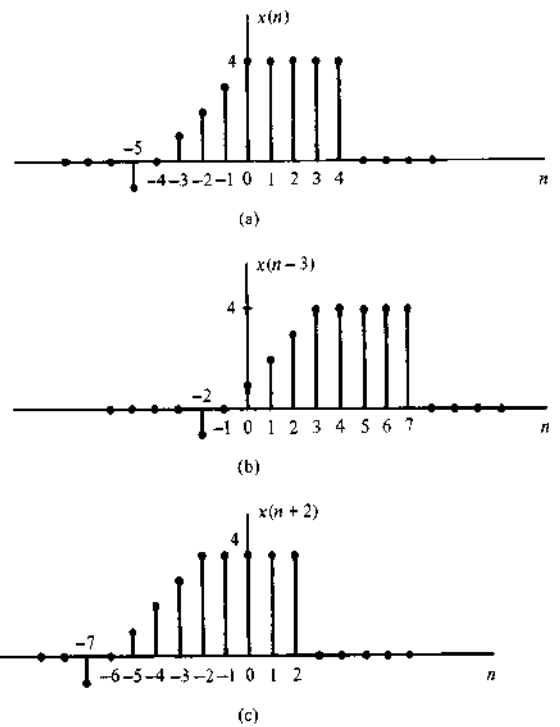 x(n)
4
−5
−4 −3 −2 −1 0 1 2 3 4 n
(a)
x(n − 3)
4
−2
−1 0 1 2 3 4 5 6 7 n
(b)
x(n + 2)
4
−7
−6 −5 −4 −3 −2 −1 0 1 2 n
(c)